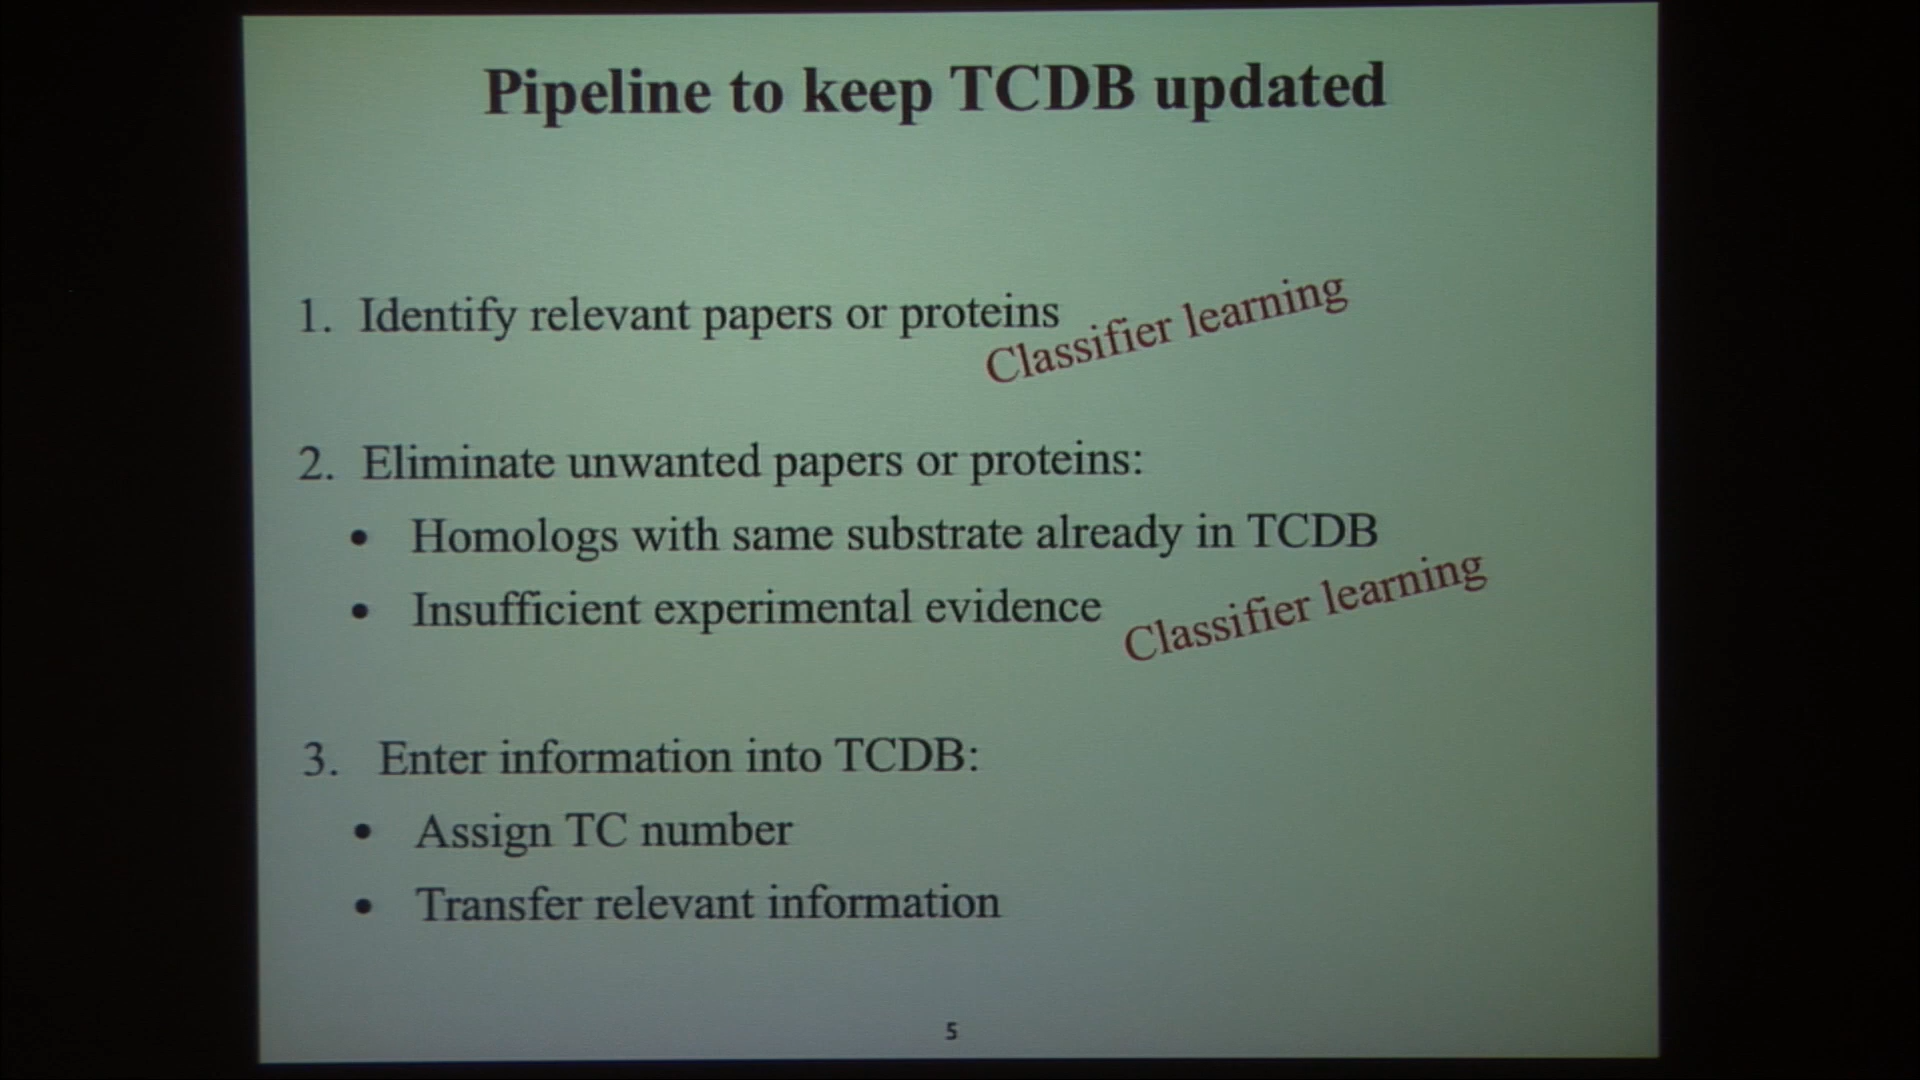 Pipeline to keep TCDB updated
1. Identify relevant papers or proteins
Classifier learning
2. Eliminate unwanted papers or proteins:
• Homologs with same substrate already in TCDB
• Insufficient experimental evidence
Classifier learning
3. Enter information into TCDB:
• Assign TC number
• Transfer relevant information
5